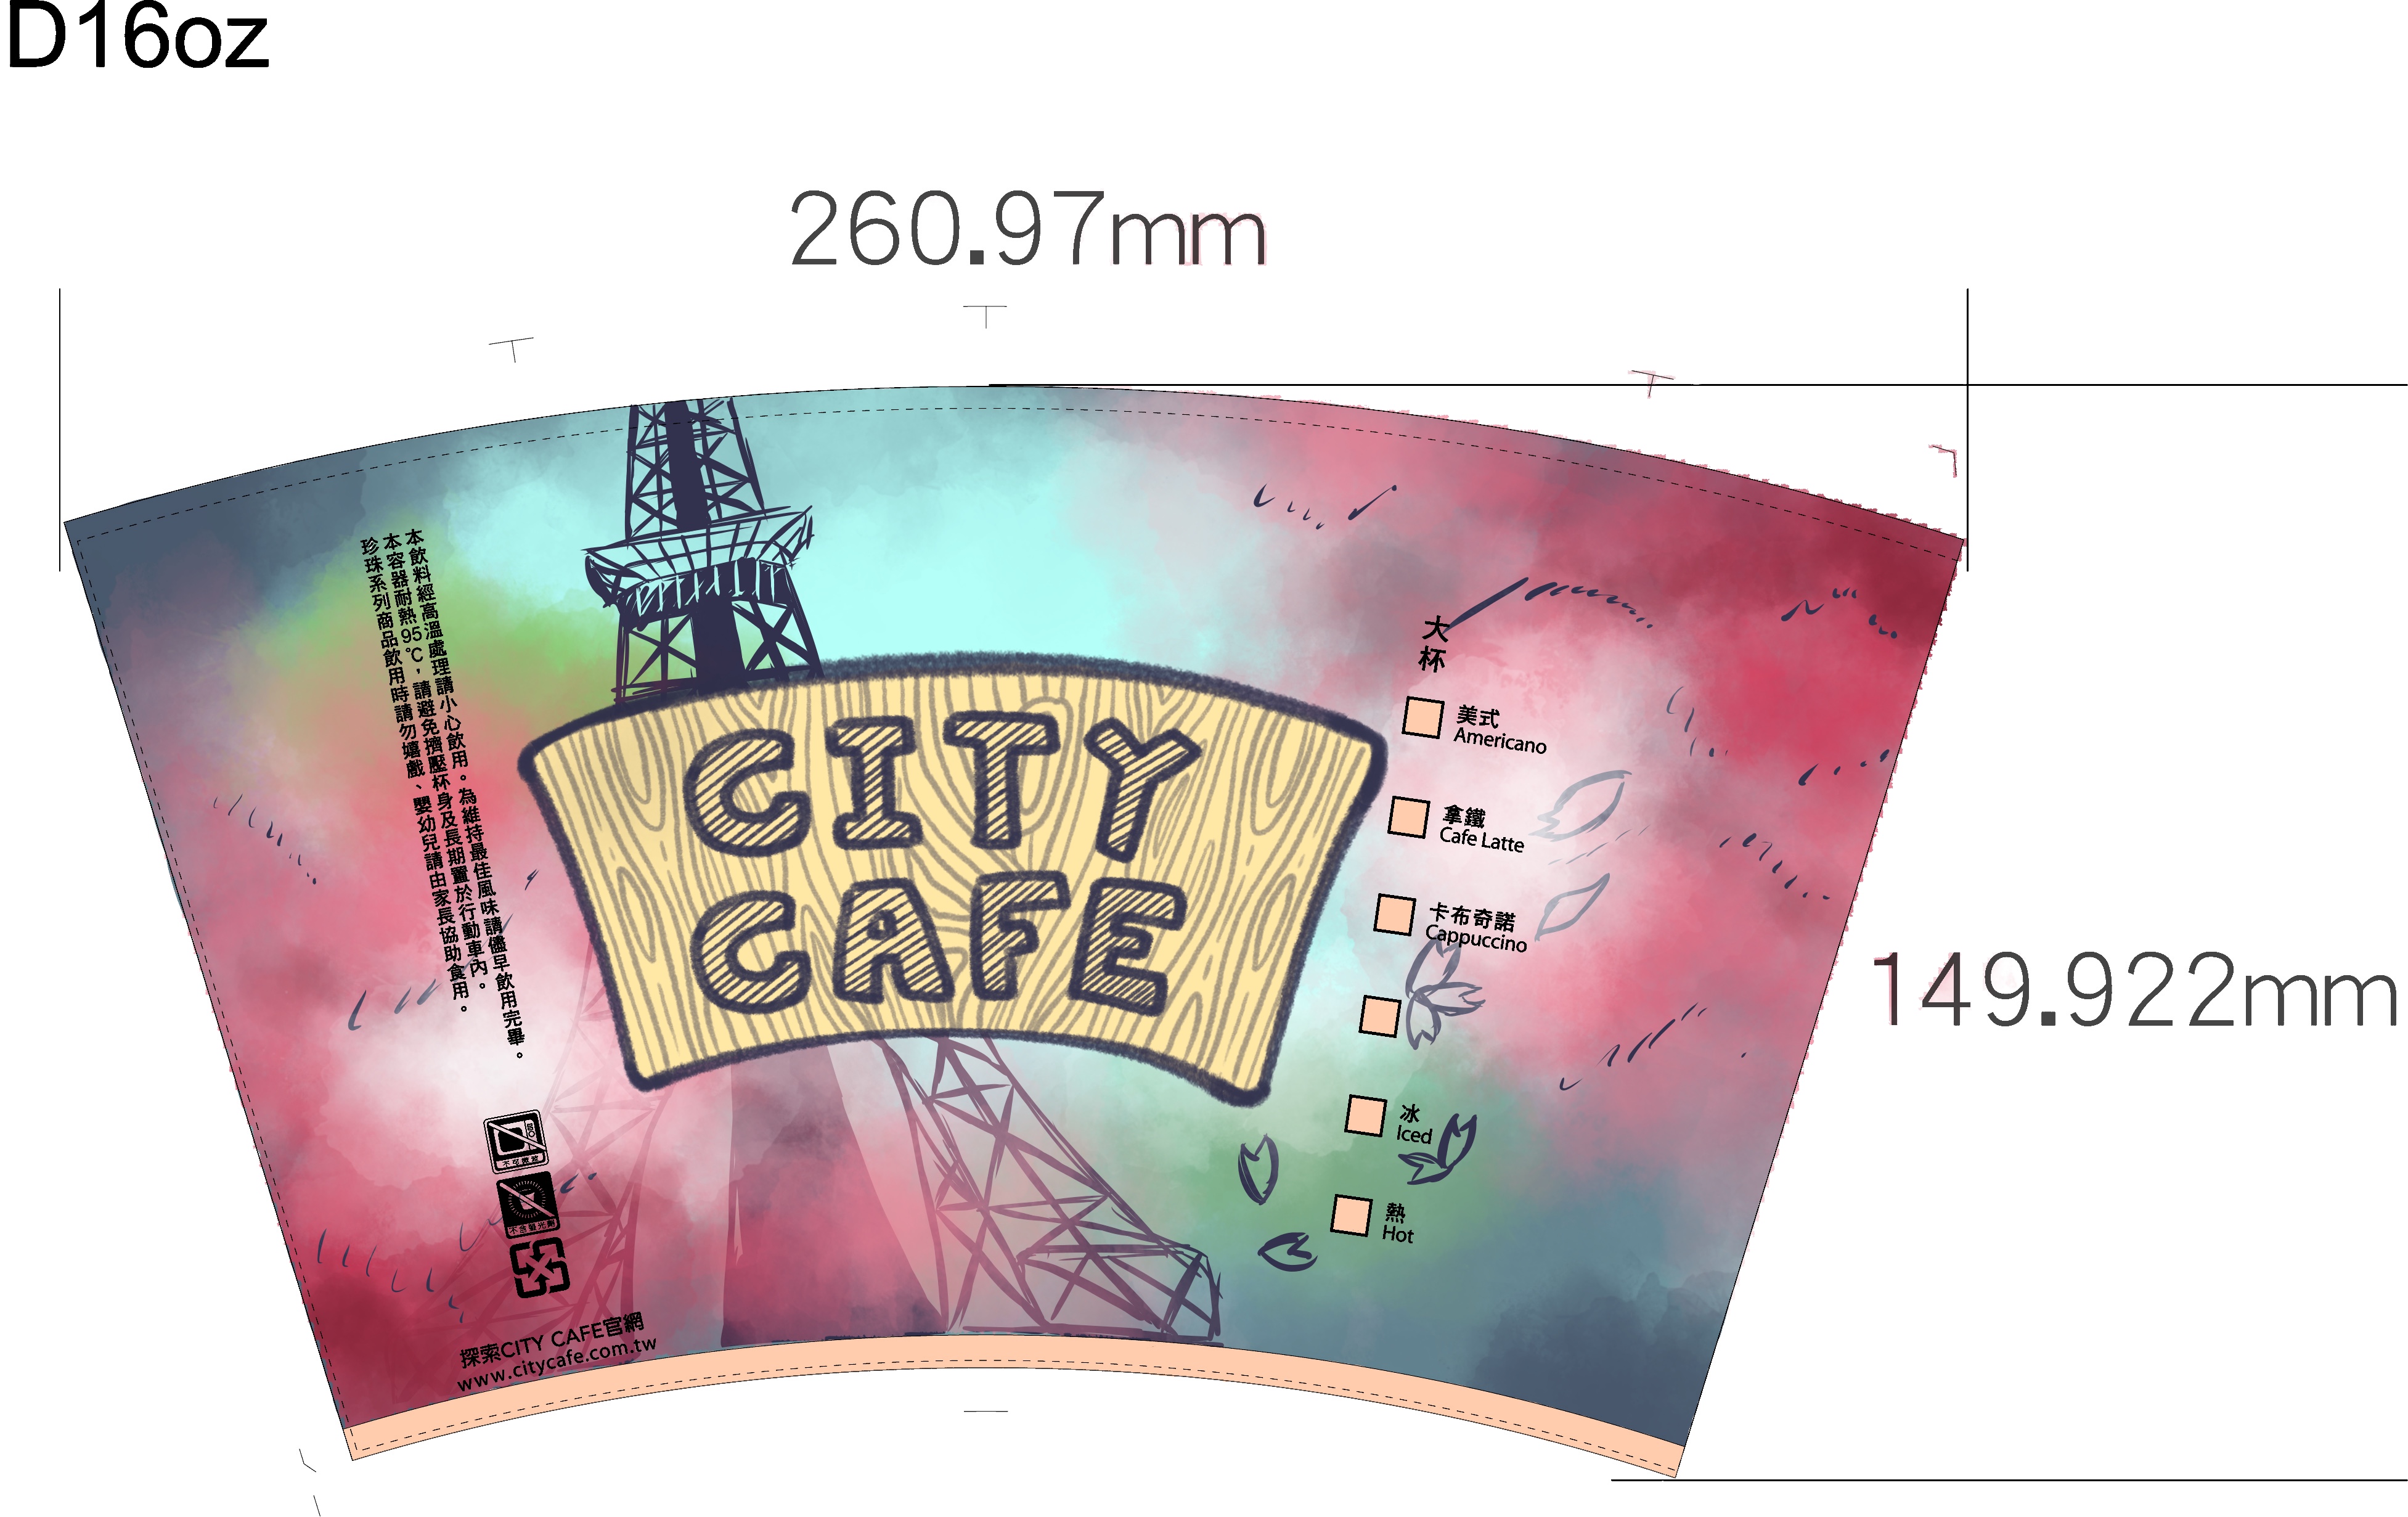 D16oz
260.97mm
149.922mm
本飲料經高溫處理請小心飲用。為維持最佳風味請儘早飲用完畢。
本容器耐熱95℃,請避免擠壓杯身及長期置於行動車內。
珍珠系列商品飲用時請勿嬉戲、嬰幼兒請由家長協助食用。
CITY
CAFE
大杯
美式
Americano
拿鐵
Cafe Latte
卡布奇諾
Cappuccino
冰
Iced
熱
Hot
不可微波
不含螢光劑
探索CITY CAFE官網
www.citycafe.com.tw